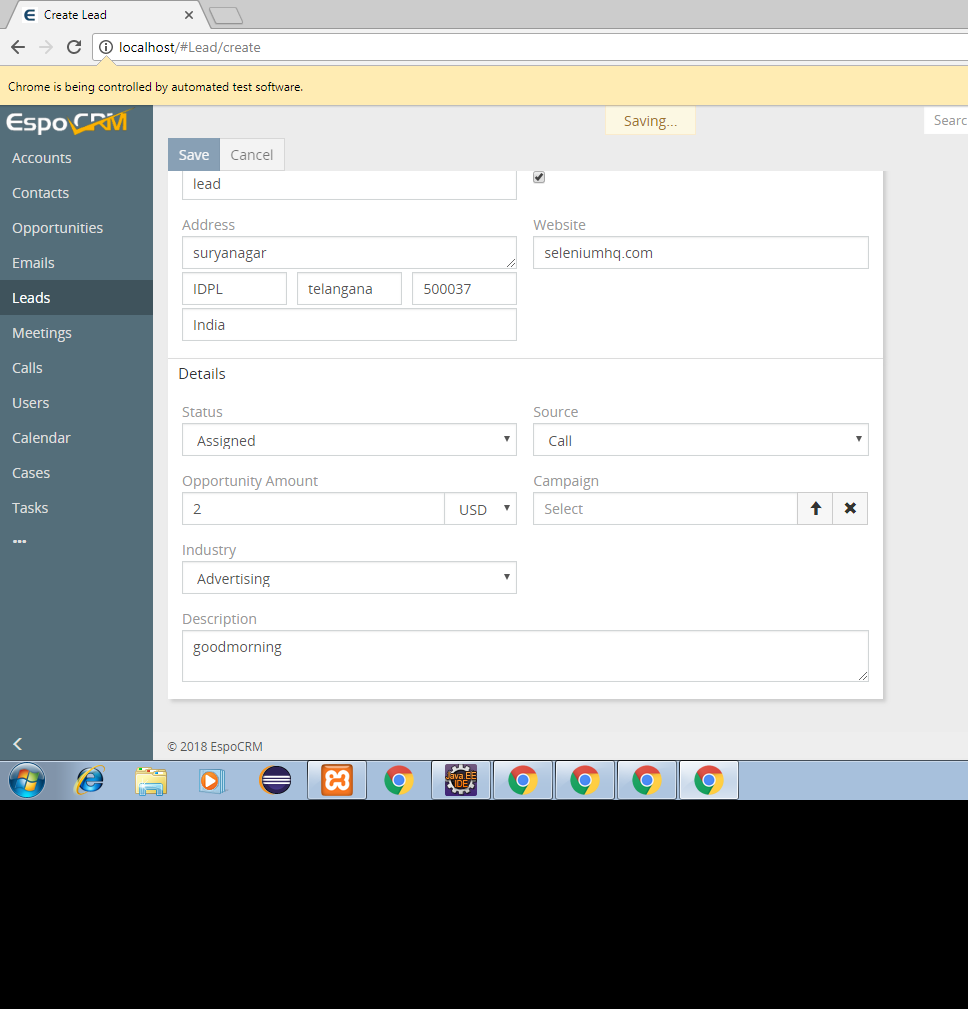 Create Lead
localhost/#Lead/create
Chrome is being controlled by automated test software.
EspoCRM
Saving...
Searc
Accounts
Contacts
Opportunities
Emails
Leads
Meetings
Calls
Users
Calendar
Cases
Tasks
Save Cancel
lead
Address Website
suryanagar seleniumhq.com
IDPL telangana 500037
India
Details
Status Source
Assigned Call
Opportunity Amount Campaign
2 USD Select
Industry
Advertising
Description
goodmorning
© 2018 EspoCRM
Java EE
IDE